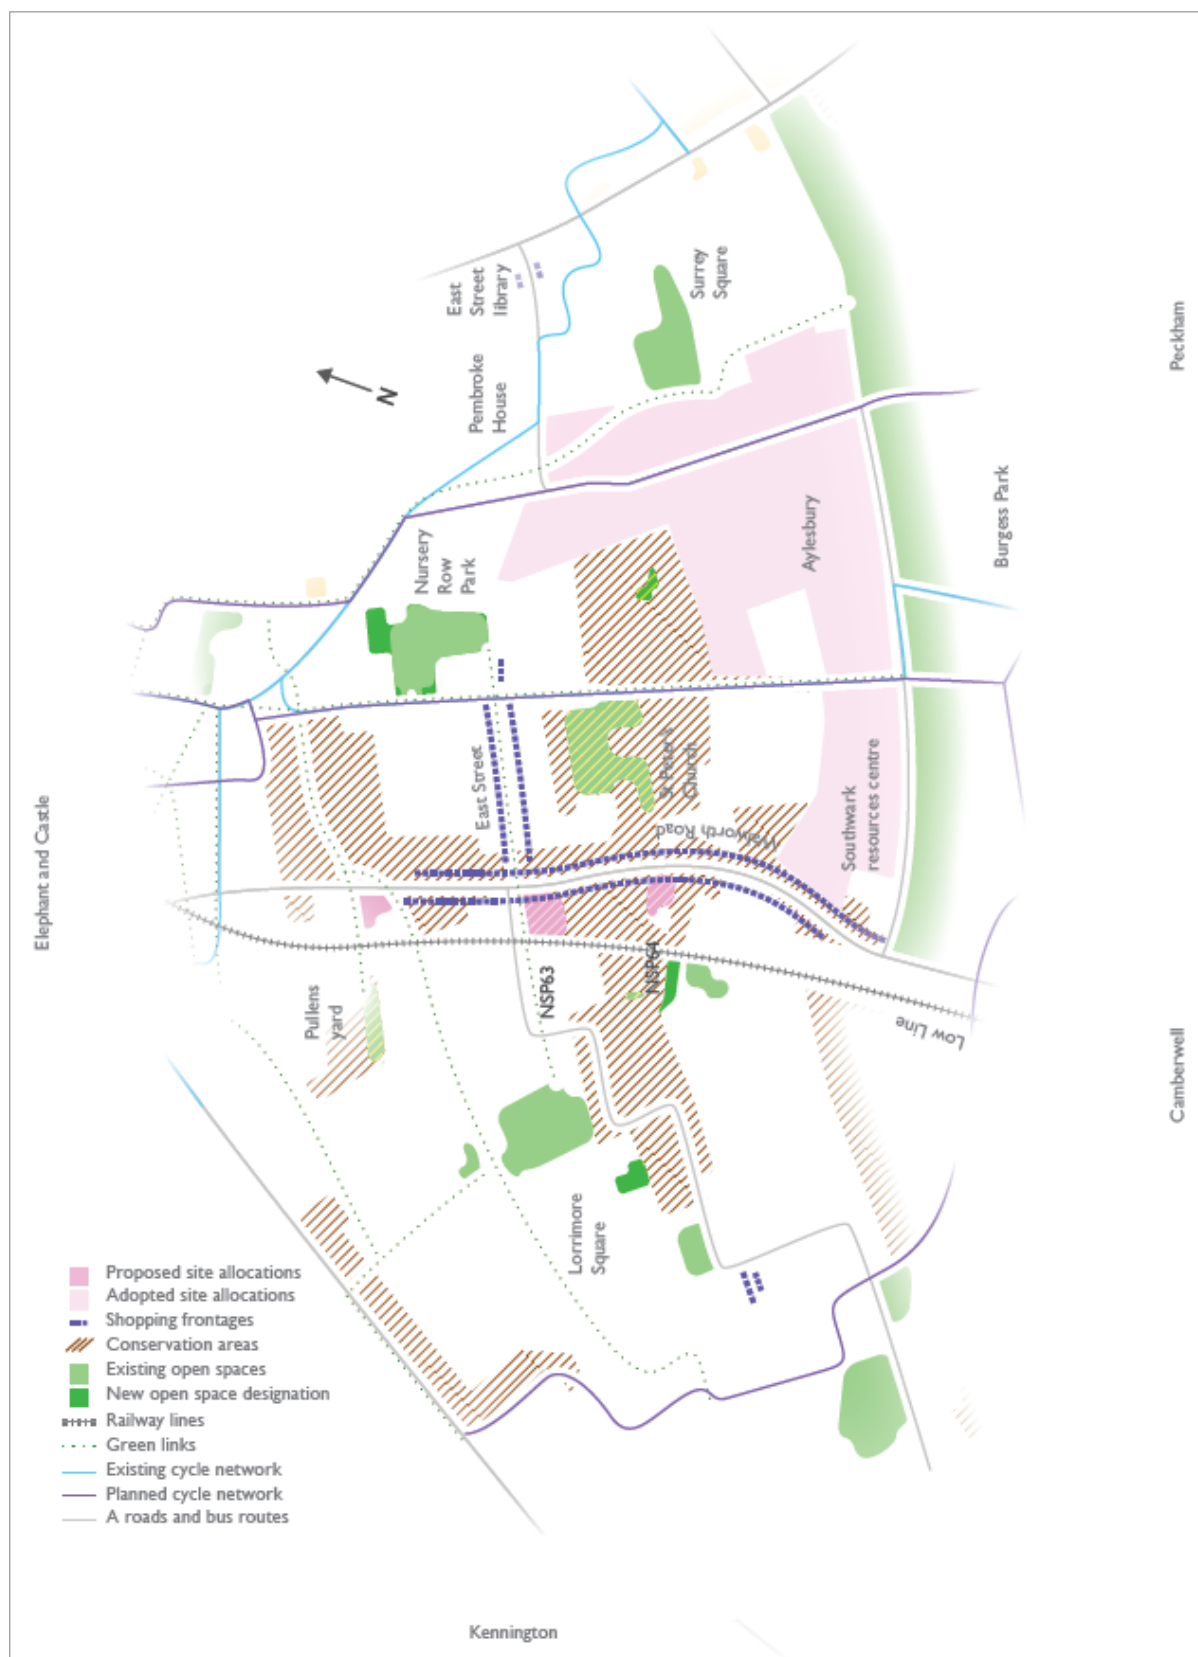 Peckham
Surrey
Square
East
Street
library
N
Pembroke
House
Burgess Park
Aylesbury
Nursery
Row
Park
East Street
St Peter's
Church
Walworth Road
Southwark
resources centre
Elephant and Castle
NSP63
NSP64
Pullens
yard
Low Line
Camberwell
Lorrimore
Square
Proposed site allocations
Adopted site allocations
Shopping frontages
Conservation areas
Existing open spaces
New open space designation
Railway lines
Green links
Existing cycle network
Planned cycle network
A roads and bus routes
Kennington